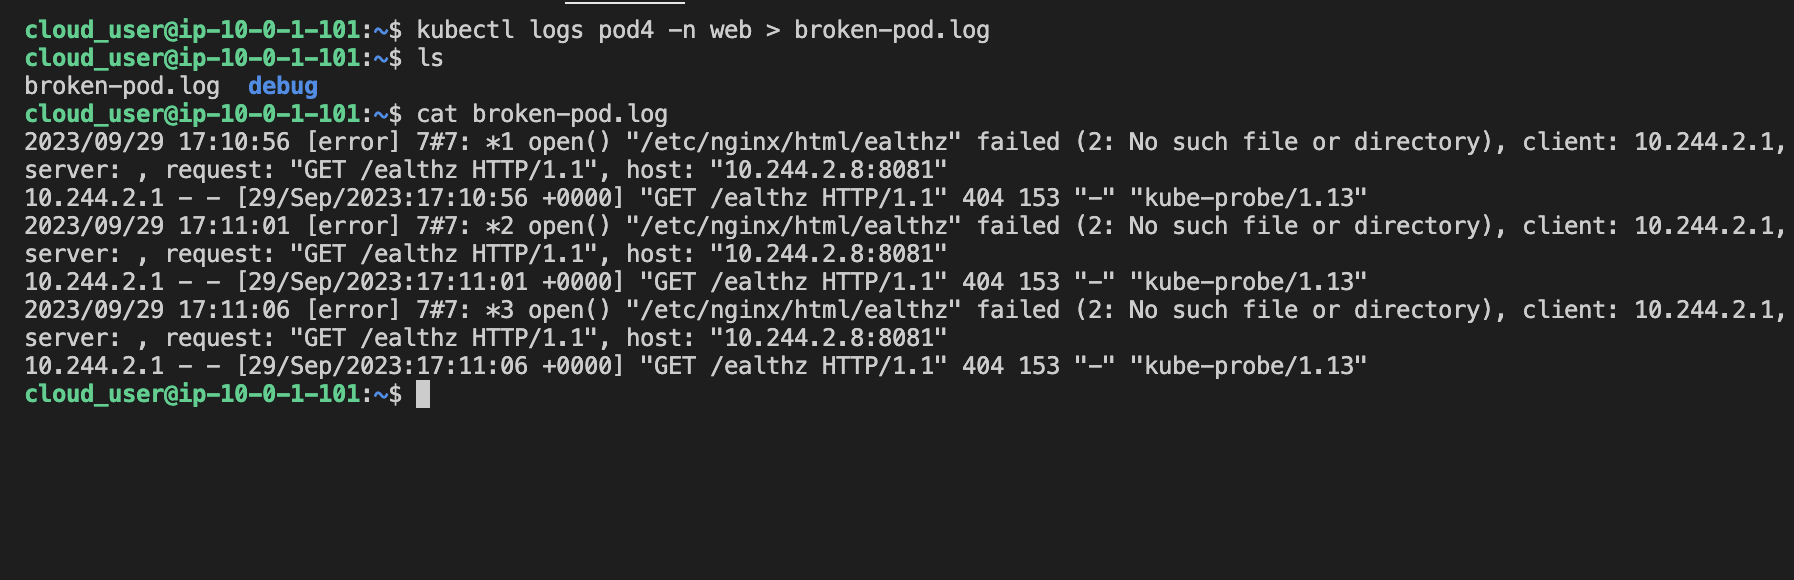 cloud_user@ip-10-0-1-101:~$ kubectl logs pod4 -n web > broken-pod.log
cloud_user@ip-10-0-1-101:~$ ls
broken-pod.log  debug
cloud_user@ip-10-0-1-101:~$ cat broken-pod.log
2023/09/29 17:10:56 [error] 7#7: *1 open() "/etc/nginx/html/ealthz" failed (2: No such file or directory), client: 10.244.2.1,
server: , request: "GET /ealthz HTTP/1.1", host: "10.244.2.8:8081"
10.244.2.1 - - [29/Sep/2023:17:10:56 +0000] "GET /ealthz HTTP/1.1" 404 153 "-" "kube-probe/1.13"
2023/09/29 17:11:01 [error] 7#7: *2 open() "/etc/nginx/html/ealthz" failed (2: No such file or directory), client: 10.244.2.1,
server: , request: "GET /ealthz HTTP/1.1", host: "10.244.2.8:8081"
10.244.2.1 - - [29/Sep/2023:17:11:01 +0000] "GET /ealthz HTTP/1.1" 404 153 "-" "kube-probe/1.13"
2023/09/29 17:11:06 [error] 7#7: *3 open() "/etc/nginx/html/ealthz" failed (2: No such file or directory), client: 10.244.2.1,
server: , request: "GET /ealthz HTTP/1.1", host: "10.244.2.8:8081"
10.244.2.1 - - [29/Sep/2023:17:11:06 +0000] "GET /ealthz HTTP/1.1" 404 153 "-" "kube-probe/1.13"
cloud_user@ip-10-0-1-101:~$